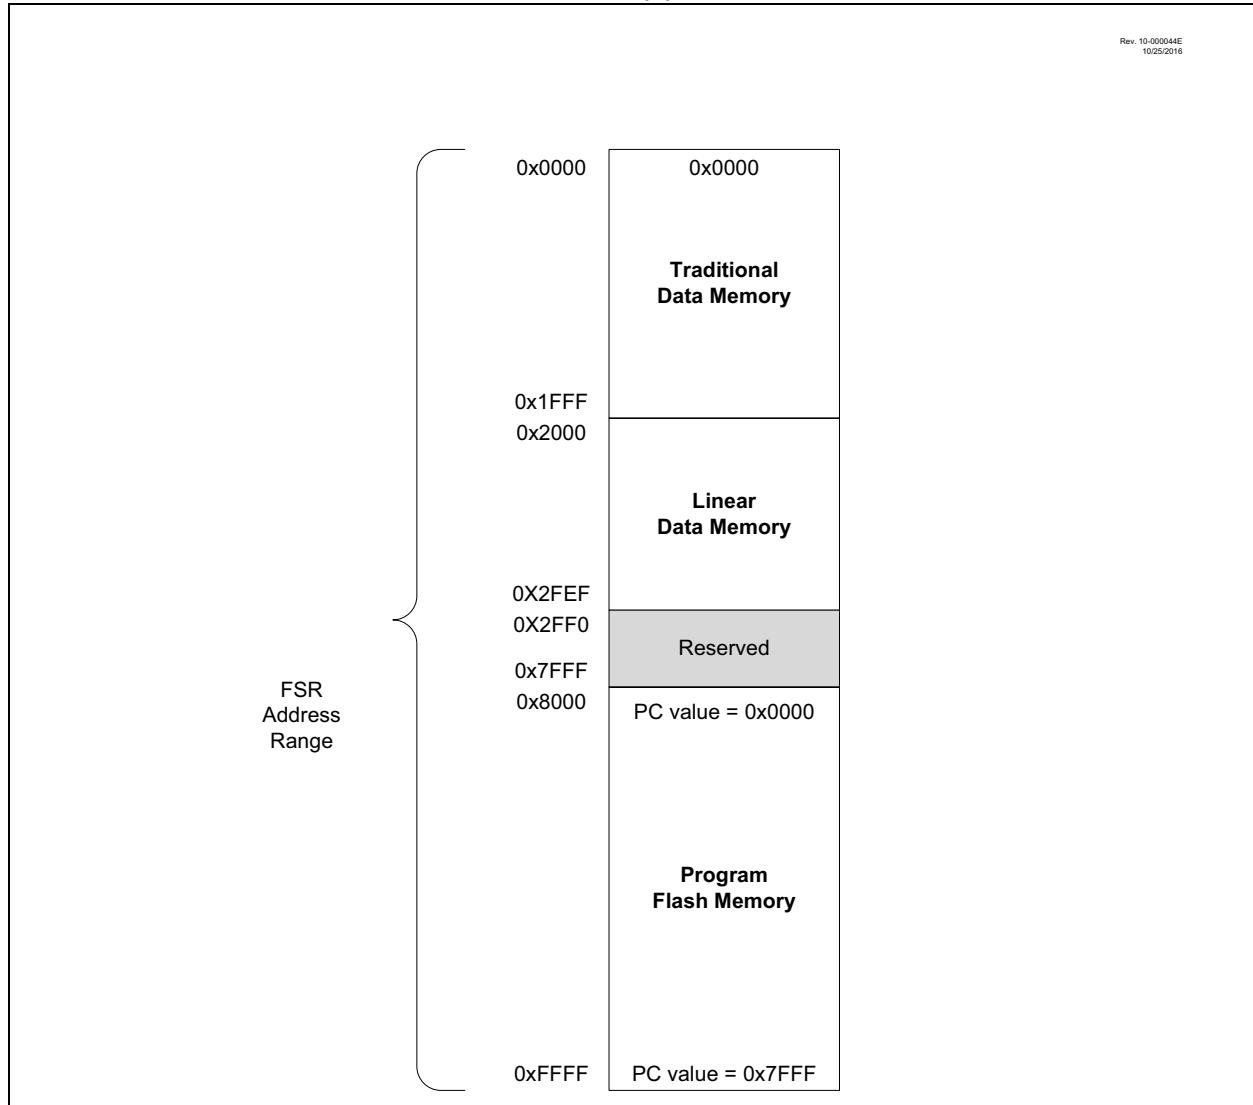 Rev. 10-000044E
10/25/2016
0x0000
0x0000
Traditional
Data Memory
0x1FFF
0x2000
Linear
Data Memory
0X2FEF
0X2FF0
Reserved
0x7FFF
0x8000
PC value = 0x0000
FSR
Address
Range
Program
Flash Memory
0xFFFF
PC value = 0x7FFF